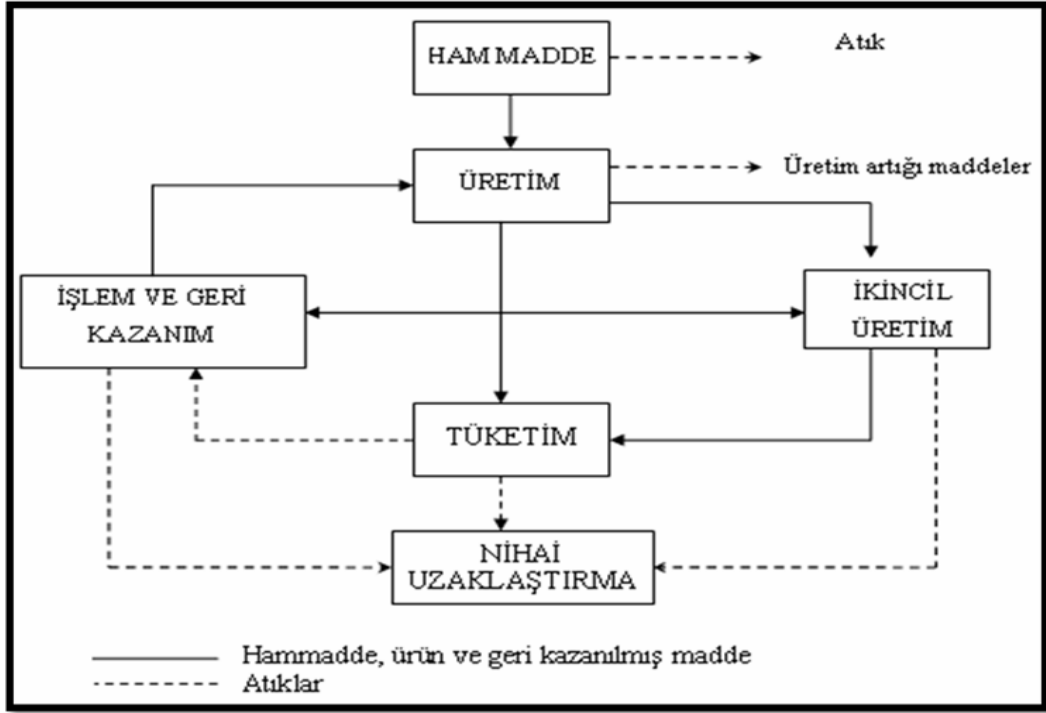 HAM MADDE
Atık
ÜRETİM
Üretim artığı maddeler
İŞLEM VE GERİ
KAZANIM
İKİNCİL
ÜRETİM
TÜKETİM
NİHAİ
UZAKLAŞTIRMA
Hammadde, ürün ve geri kazanılmış madde
Atıklar